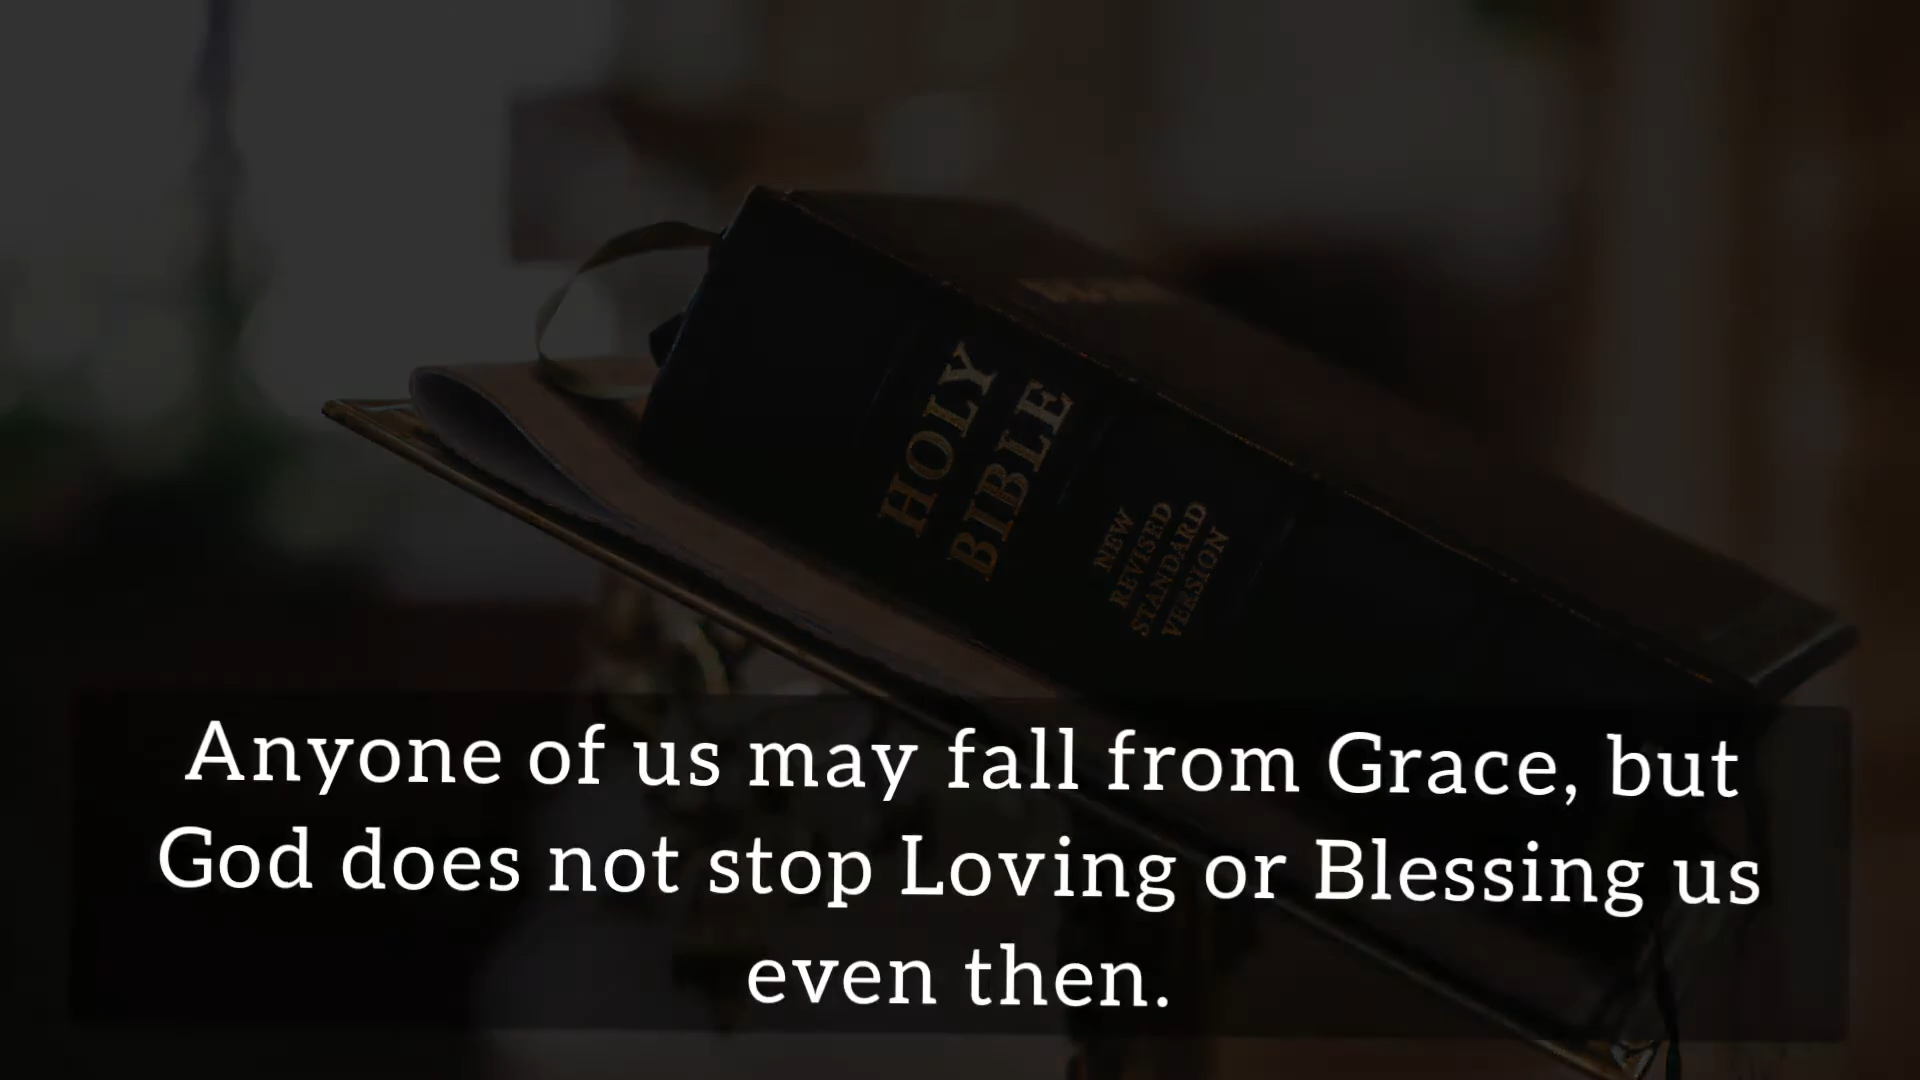 HOLY
BIBLE
NEW
REVISED
STANDARD
VERSION
Anyone of us may fall from Grace, but
God does not stop Loving or Blessing us
even then.